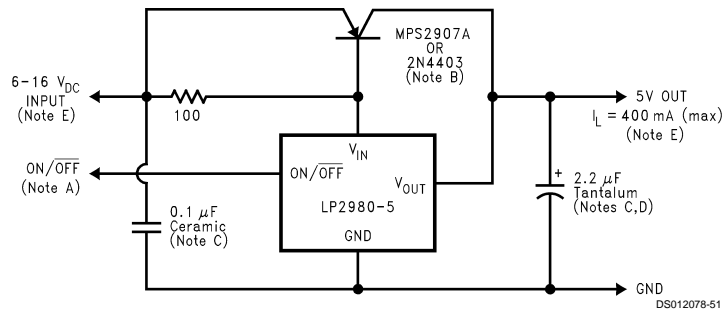 MPS2907A
OR
2N4403
(Note B)
6-16 V_DC
INPUT
(Note E)
100
5V OUT
I_L = 400 mA (max)
(Note E)
V_IN
ON/OFF
(Note A)
ON/OFF
V_OUT
LP2980-5
GND
0.1 μF
Ceramic
(Note C)
+
2.2 μF
Tantalum
(Notes C,D)
GND
DS012078-51